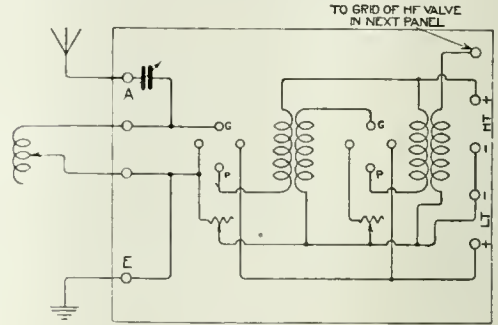 TO GRID OF HF VALVE
IN NEXT PANEL
A
G
G
P
P
E
+
HT
-
-
LT
+